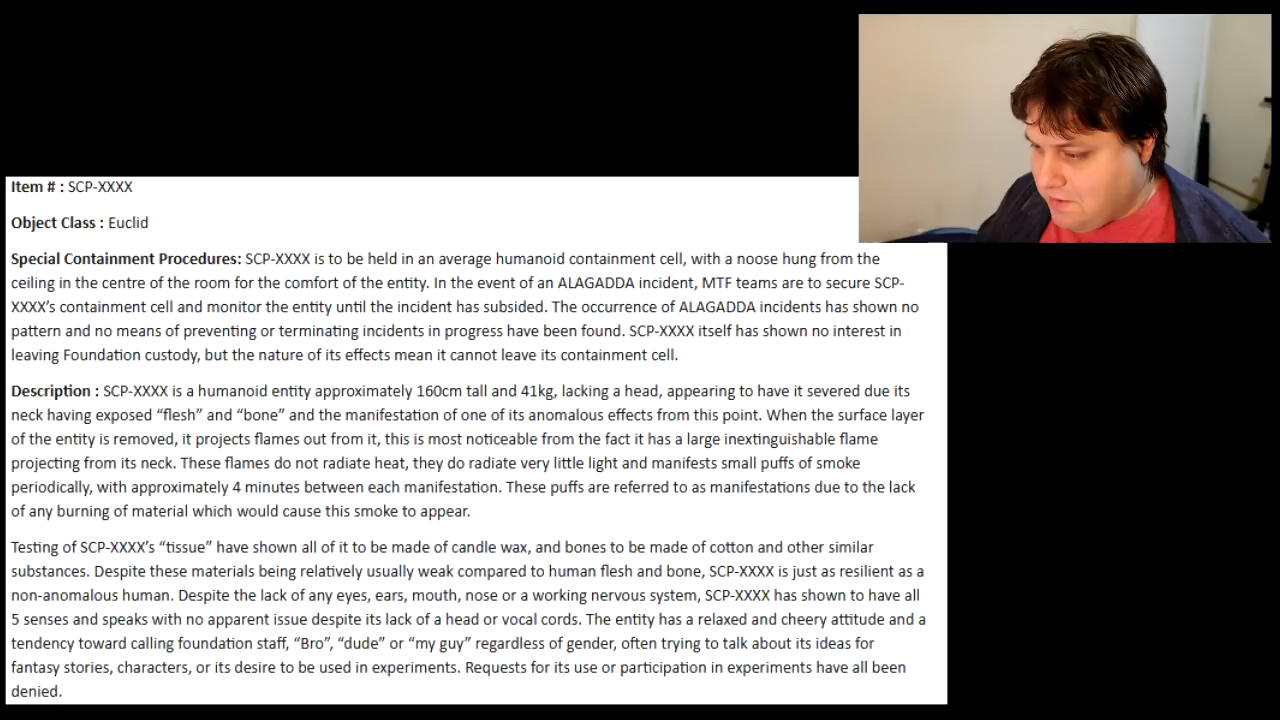 Item # : SCP-XXXX
Object Class : Euclid
Special Containment Procedures: SCP-XXXX is to be held in an average humanoid containment cell, with a noose hung from the
ceiling in the centre of the room for the comfort of the entity. In the event of an ALAGADDA incident, MTF teams are to secure SCP-
XXXX’s containment cell and monitor the entity until the incident has subsided. The occurrence of ALAGADDA incidents has shown no
pattern and no means of preventing or terminating incidents in progress have been found. SCP-XXXX itself has shown no interest in
leaving Foundation custody, but the nature of its effects mean it cannot leave its containment cell.
Description : SCP-XXXX is a humanoid entity approximately 160cm tall and 41kg, lacking a head, appearing to have it severed due its
neck having exposed “flesh” and “bone” and the manifestation of one of its anomalous effects from this point. When the surface layer
of the entity is removed, it projects flames out from it, this is most noticeable from the fact it has a large inextinguishable flame
projecting from its neck. These flames do not radiate heat, they do radiate very little light and manifests small puffs of smoke
periodically, with approximately 4 minutes between each manifestation. These puffs are referred to as manifestations due to the lack
of any burning of material which would cause this smoke to appear.
Testing of SCP-XXXX’s “tissue” have shown all of it to be made of candle wax, and bones to be made of cotton and other similar
substances. Despite these materials being relatively usually weak compared to human flesh and bone, SCP-XXXX is just as resilient as a
non-anomalous human. Despite the lack of any eyes, ears, mouth, nose or a working nervous system, SCP-XXXX has shown to have all
5 senses and speaks with no apparent issue despite its lack of a head or vocal cords. The entity has a relaxed and cheery attitude and a
tendency toward calling foundation staff, “Bro”, “dude” or “my guy” regardless of gender, often trying to talk about its ideas for
fantasy stories, characters, or its desire to be used in experiments. Requests for its use or participation in experiments have all been
denied.